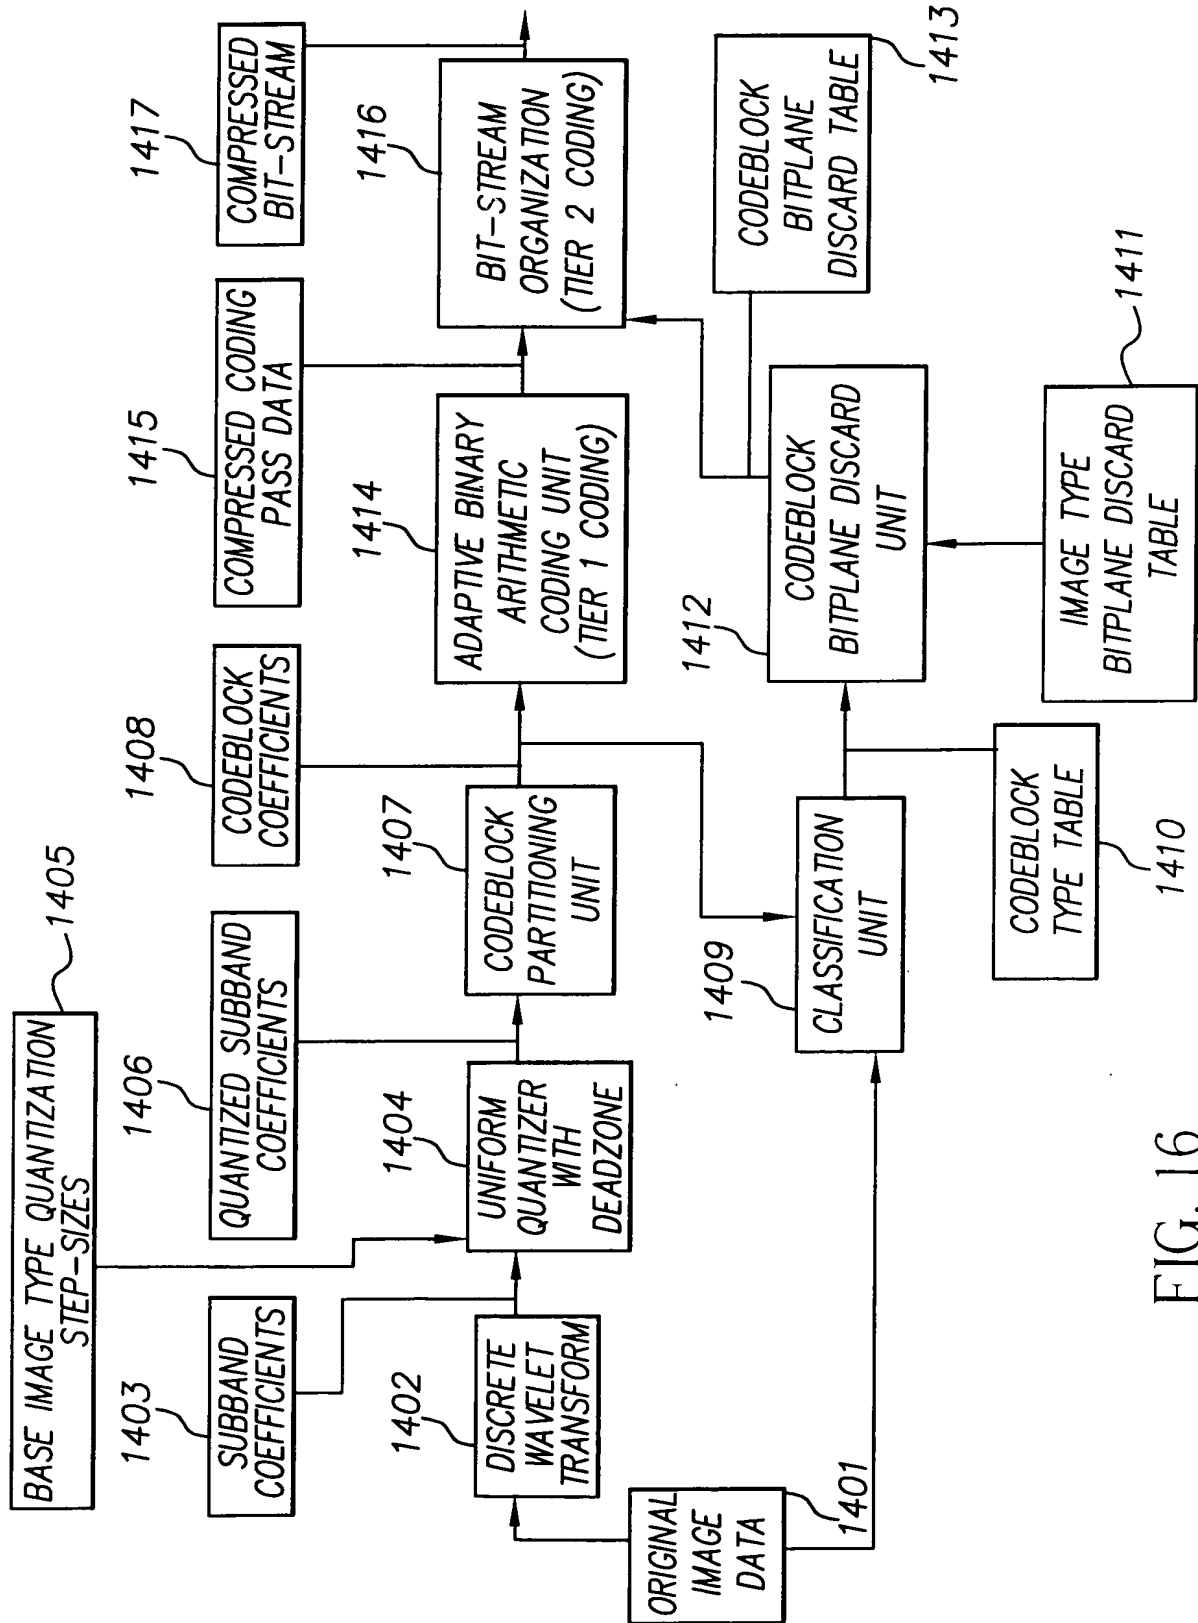 BASE IMAGE TYPE QUANTIZATION
STEP-SIZES
1405
1403
SUBBAND
COEFFICIENTS
1406
QUANTIZED SUBBAND
COEFFICIENTS
1408
CODEBLOCK
COEFFICIENTS
1415
COMPRESSED CODING
PASS DATA
1417
COMPRESSED
BIT-STREAM
1402
DISCRETE
WAVELET
TRANSFORM
1404
UNIFORM
QUANTIZER
WITH
DEADZONE
1407
CODEBLOCK
PARTITIONING
UNIT
1414
ADAPTIVE BINARY
ARITHMETIC
CODING UNIT
(TIER 1 CODING)
1416
BIT-STREAM
ORGANIZATION
(TIER 2 CODING)
ORIGINAL
IMAGE
DATA
1401
1409
CLASSIFICATION
UNIT
1412
CODEBLOCK
BITPLANE DISCARD
UNIT
CODEBLOCK
BITPLANE
DISCARD TABLE
1413
CODEBLOCK
TYPE TABLE
1410
IMAGE TYPE
BITPLANE DISCARD
TABLE
1411
FIG. 16